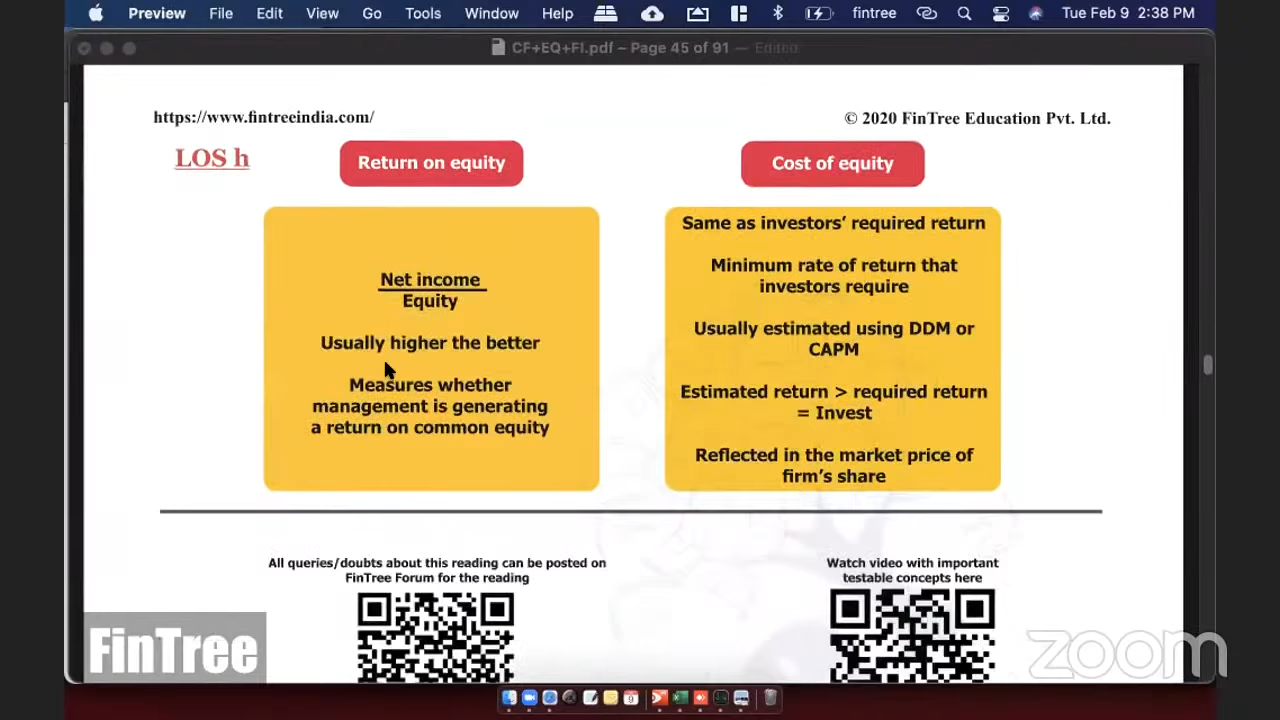 Preview File Edit View Go Tools Window Help fintree Tue Feb 9 2:38 PM
CF+EQ+FI.pdf – Page 45 of 91 — Edited
https://www.fintreeindia.com/
© 2020 FinTree Education Pvt. Ltd.
LOS h
Return on equity
Net income
Equity
Usually higher the better
Measures whether
management is generating
a return on common equity
Cost of equity
Same as investors’ required return
Minimum rate of return that
investors require
Usually estimated using DDM or
CAPM
Estimated return > required return
= Invest
Reflected in the market price of
firm’s share
All queries/doubts about this reading can be posted on
FinTree Forum for the reading
Watch video with important
testable concepts here
FinTree
zoom